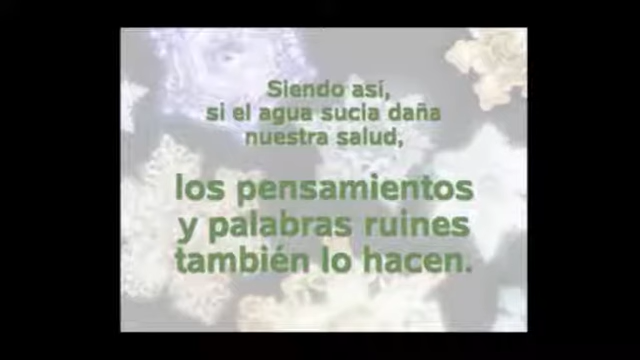 Siendo así,
si el agua sucia daña
nuestra salud,
los pensamientos
y palabras ruines
también lo hacen.